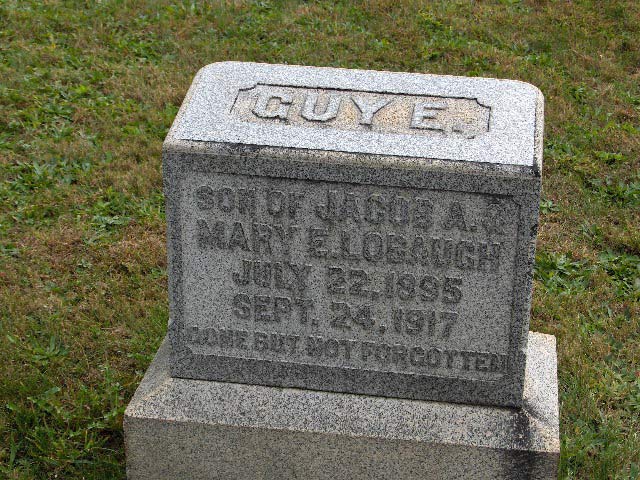 GUY E.
SON OF JACOB A. &
MARY E. LOBAUGH
JULY 22, 1895
SEPT. 24, 1917
GONE BUT NOT FORGOTTEN